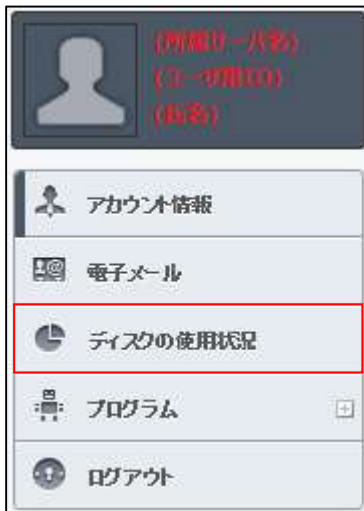 (所属サーバ名)
(ユーザ用ID)
(氏名)
アカウント情報
電子メール
ディスクの使用状況
プログラム
ログアウト